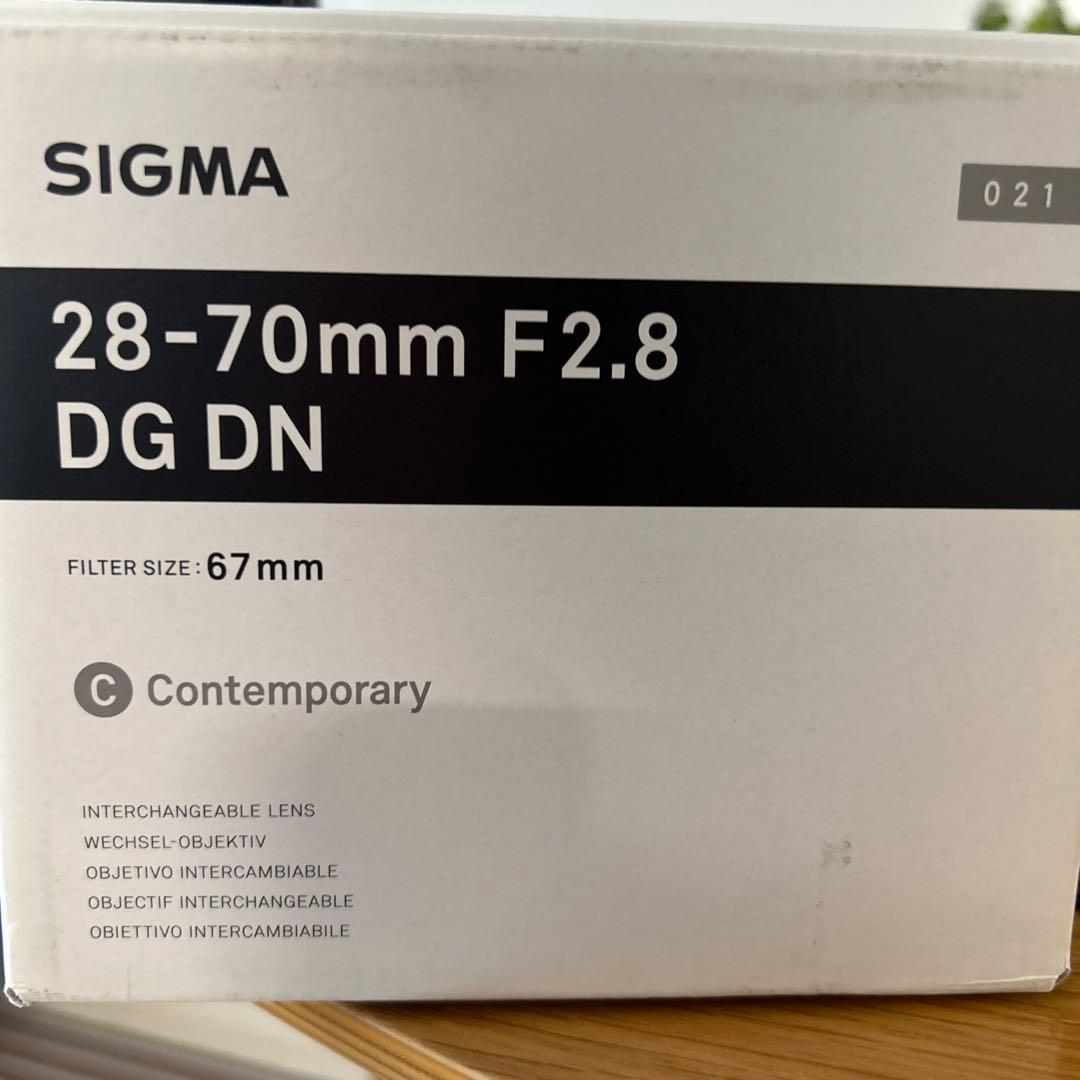 SIGMA
021
28-70mm F2.8
DG DN
FILTER SIZE: 67mm
C Contemporary
INTERCHANGEABLE LENS
WECHSEL-OBJEKTIV
OBJETIVO INTERCAMBIABLE
OBJECTIF INTERCHANGEABLE
OBIETTIVO INTERCAMBIABILE